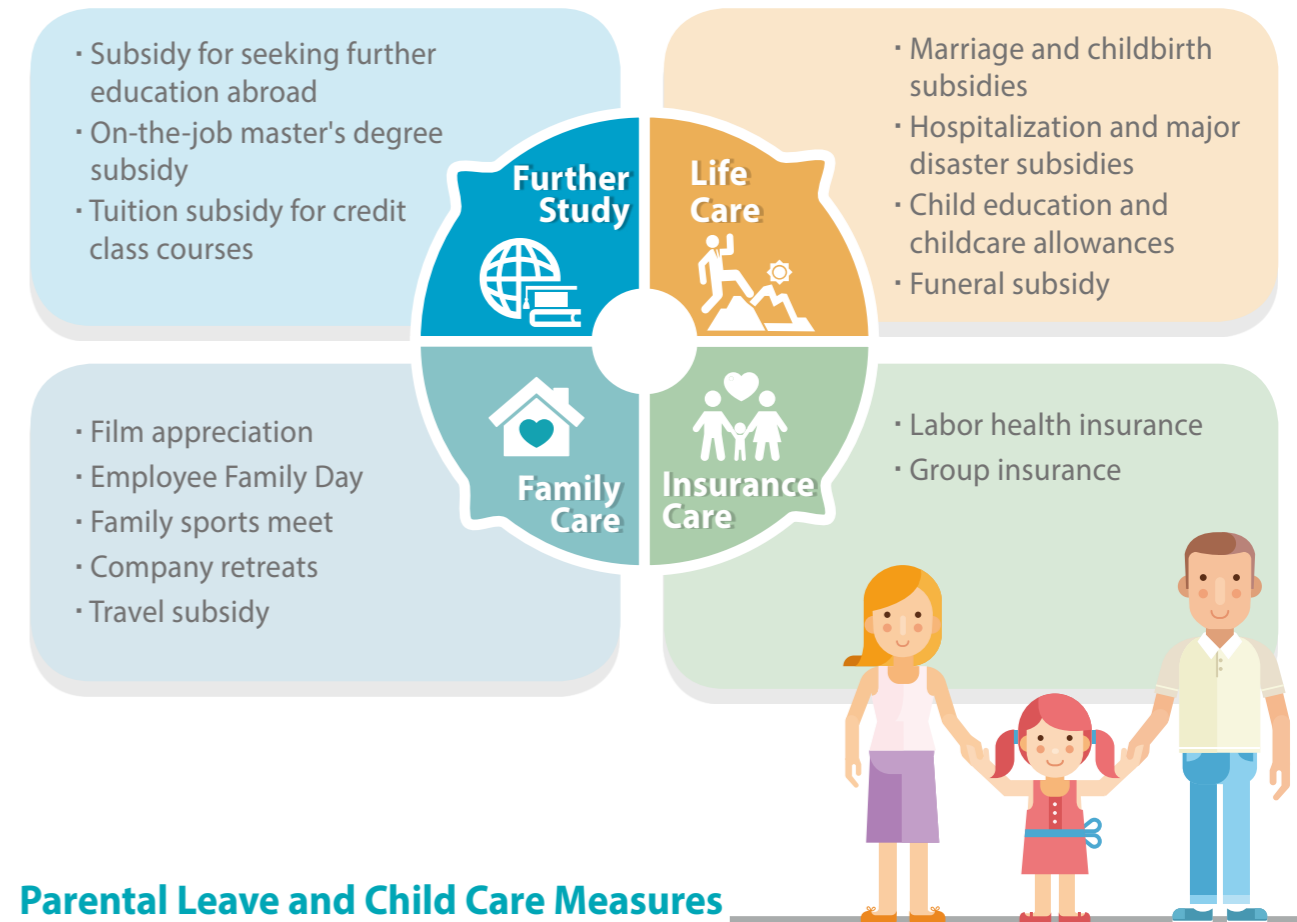 · Subsidy for seeking further
education abroad
· On-the-job master's degree
subsidy
· Tuition subsidy for credit
class courses
Further
Study
Life
Care
· Marriage and childbirth
subsidies
· Hospitalization and major
disaster subsidies
· Child education and
childcare allowances
· Funeral subsidy
· Film appreciation
· Employee Family Day
· Family sports meet
· Company retreats
· Travel subsidy
Family
Care
Insurance
Care
· Labor health insurance
· Group insurance
Parental Leave and Child Care Measures